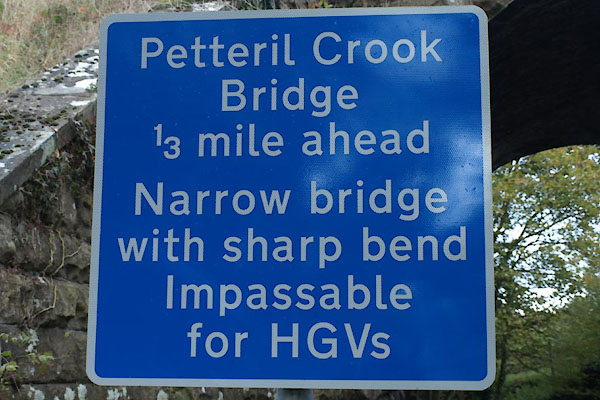 Petteril Crook
Bridge
⅓ mile ahead
Narrow bridge
with sharp bend
Impassable
for HGVs